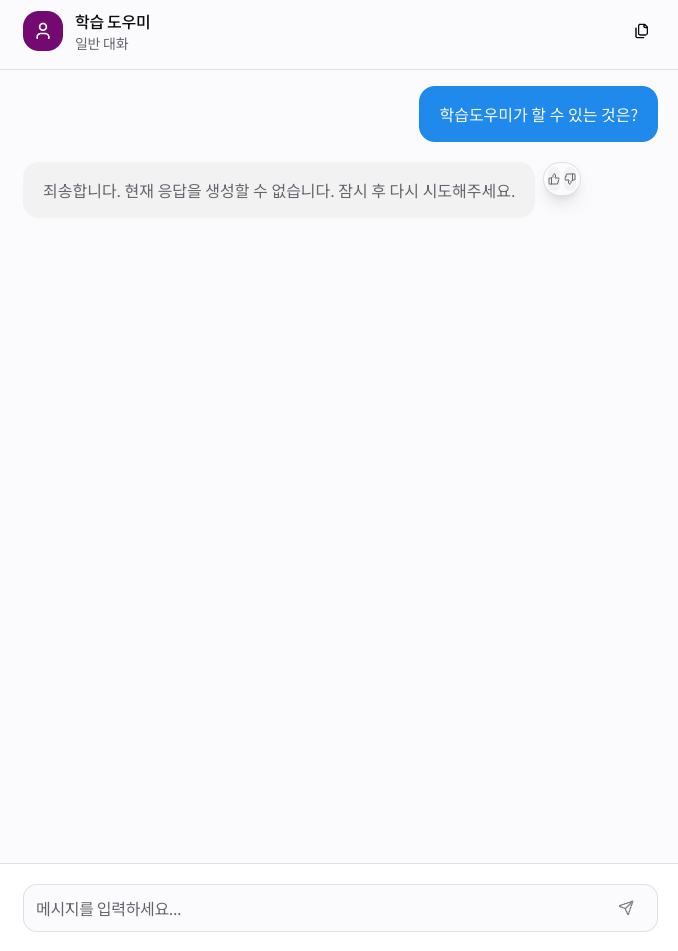 학습 도우미
일반 대화
학습도우미가 할 수 있는 것은?
죄송합니다. 현재 응답을 생성할 수 없습니다. 잠시 후 다시 시도해주세요.
메시지를 입력하세요...